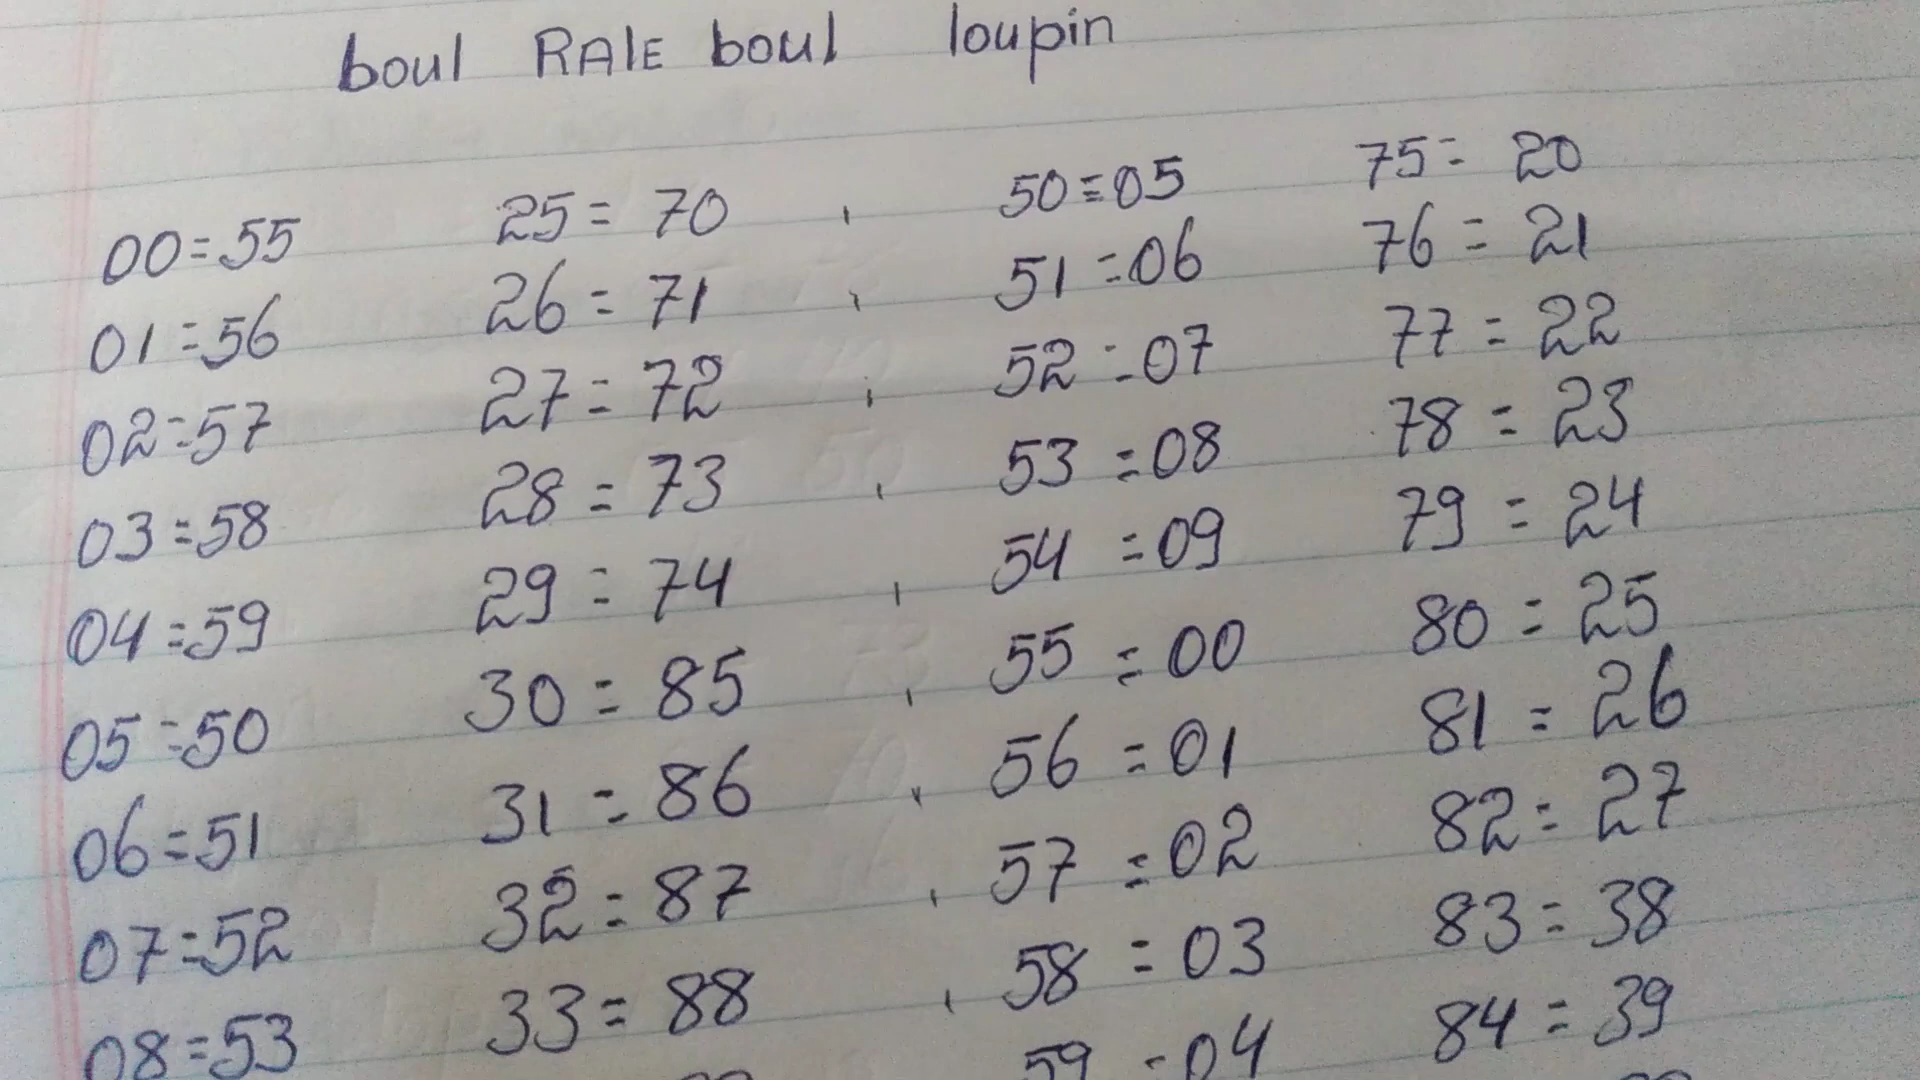 boul RALE boul loupin
00=55 25=70 50=05 75=20
01=56 26=71 51=06 76=21
02=57 27=72 52=07 77=22
03=58 28=73 53=08 78=23
04=59 29=74 54=09 79=24
05=50 30=85 55=00 80=25
06=51 31=86 56=01 81=26
07=52 32=87 57=02 82=27
08=53 33=88 58=03 83=38
59=04 84=39